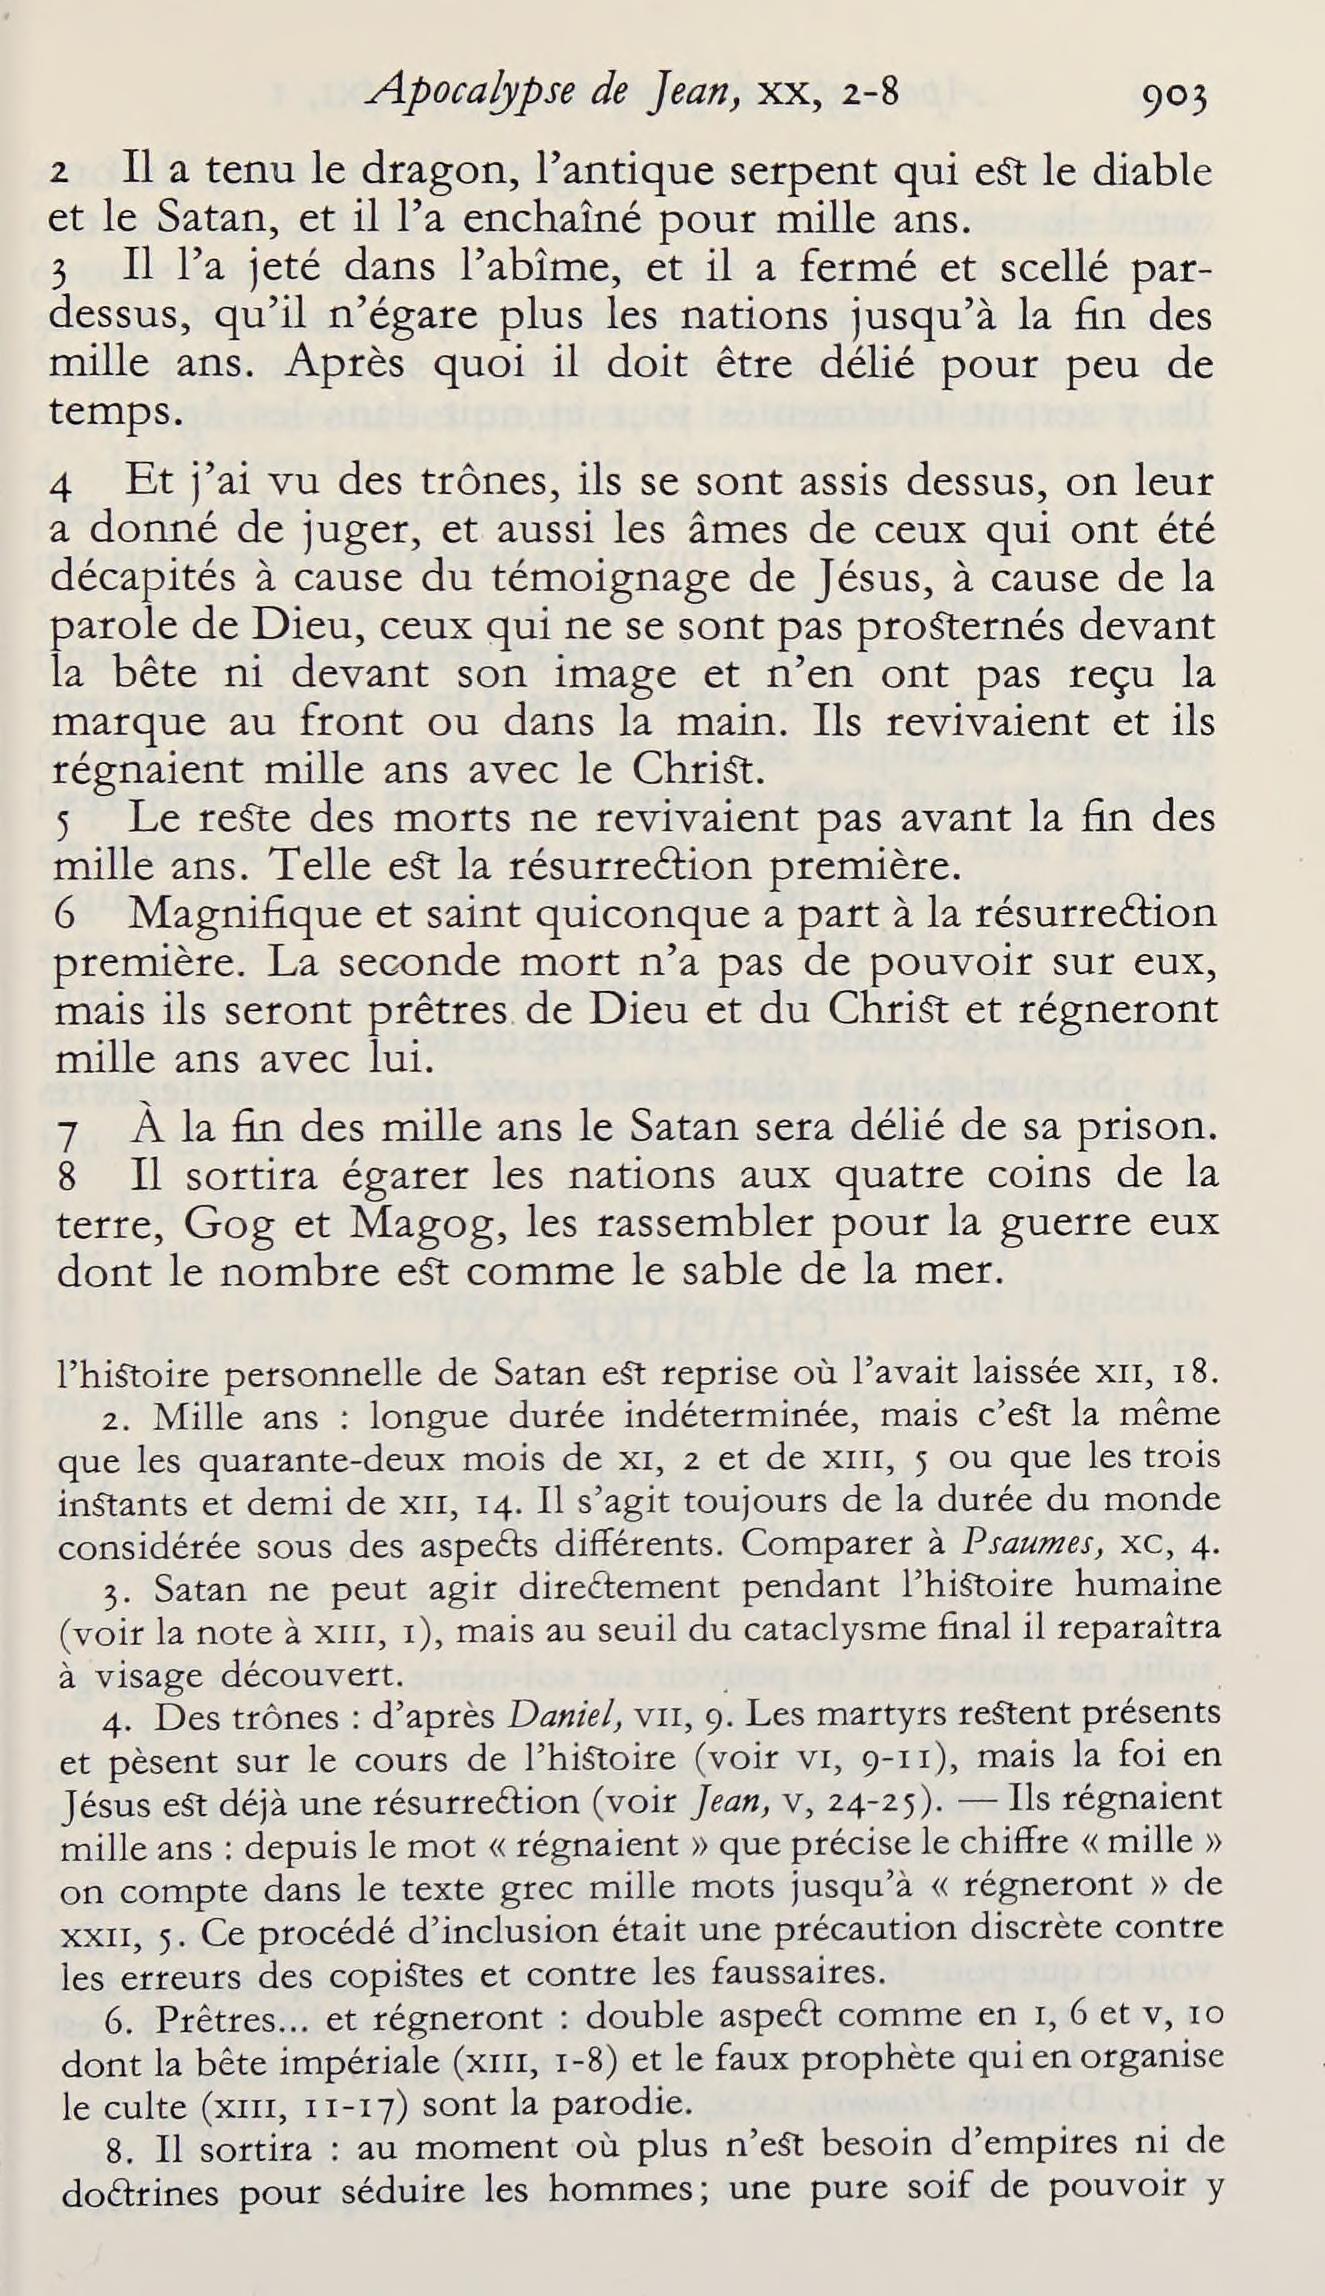 Apocalypse de Jean, XX, 2-8 903
2 Il a tenu le dragon, l’antique serpent qui est le diable
et le Satan, et il l’a enchaîné pour mille ans.
3 Il l’a jeté dans l’abîme, et il a fermé et scellé par-
dessus, qu’il n’égare plus les nations jusqu’à la fin des
mille ans. Après quoi il doit être délié pour peu de
temps.
4 Et j’ai vu des trônes, ils se sont assis dessus, on leur
a donné de juger, et aussi les âmes de ceux qui ont été
décapités à cause du témoignage de Jésus, à cause de la
parole de Dieu, ceux qui ne se sont pas prosternés devant
la bête ni devant son image et n’en ont pas reçu la
marque au front ou dans la main. Ils revivaient et ils
régnaient mille ans avec le Christ.
5 Le reste des morts ne revivaient pas avant la fin des
mille ans. Telle est la résurrection première.
6 Magnifique et saint quiconque a part à la résurrection
première. La seconde mort n’a pas de pouvoir sur eux,
mais ils seront prêtres de Dieu et du Christ et régneront
mille ans avec lui.
7 À la fin des mille ans le Satan sera délié de sa prison.
8 Il sortira égarer les nations aux quatre coins de la
terre, Gog et Magog, les rassembler pour la guerre eux
dont le nombre est comme le sable de la mer.
l’histoire personnelle de Satan est reprise où l’avait laissée XII, 18.
2. Mille ans : longue durée indéterminée, mais c’est la même
que les quarante-deux mois de XI, 2 et de XIII, 5 ou que les trois
instants et demi de XII, 14. Il s’agit toujours de la durée du monde
considérée sous des aspects différents. Comparer à Psaumes, XC, 4.
3. Satan ne peut agir directement pendant l’histoire humaine
(voir la note à XIII, 1), mais au seuil du cataclysme final il reparaîtra
à visage découvert.
4. Des trônes : d’après Daniel, VII, 9. Les martyrs restent présents
et pèsent sur le cours de l’histoire (voir VI, 9-11), mais la foi en
Jésus est déjà une résurrection (voir Jean, V, 24-25). — Ils régnaient
mille ans : depuis le mot « régnaient » que précise le chiffre « mille »
on compte dans le texte grec mille mots jusqu’à « régneront » de
XXII, 5. Ce procédé d’inclusion était une précaution discrète contre
les erreurs des copistes et contre les faussaires.
6. Prêtres... et régneront : double aspect comme en I, 6 et V, 10
dont la bête impériale (XIII, 1-8) et le faux prophète qui en organise
le culte (XIII, 11-17) sont la parodie.
8. Il sortira : au moment où plus n’est besoin d’empires ni de
doctrines pour séduire les hommes; une pure soif de pouvoir y